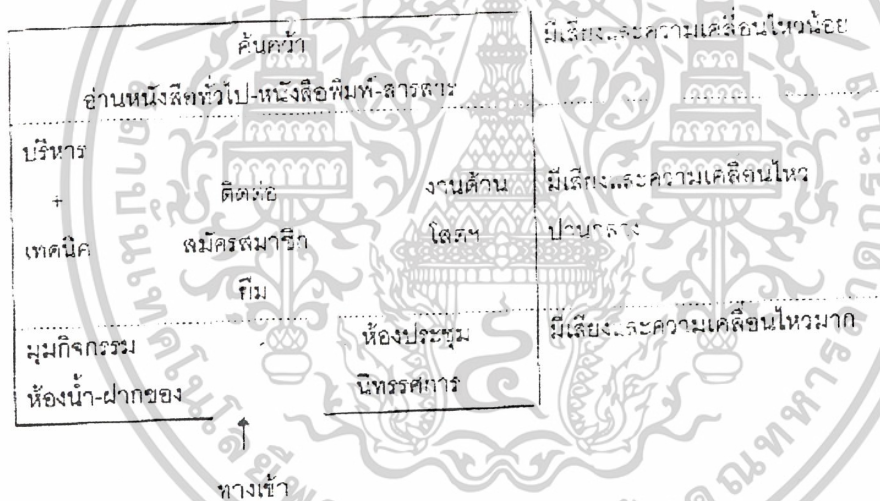 ค้นคว้า
มีเสียงและความเคลื่อนไหวน้อย
อ่านหนังสือทั่วไป-หนังสือพิมพ์-สารสาร
บริหาร
+
เทคนิค
ติดต่อ
สมัครสมาชิก
ยืม
งานด้าน
โสตฯ
มีเสียงและความเคลื่อนไหว
ปานกลาง
มุมกิจกรรม
ห้องน้ำ-ฝากของ
ห้องประชุม
นิทรรศการ
มีเสียงและความเคลื่อนไหวมาก
ทางเข้า